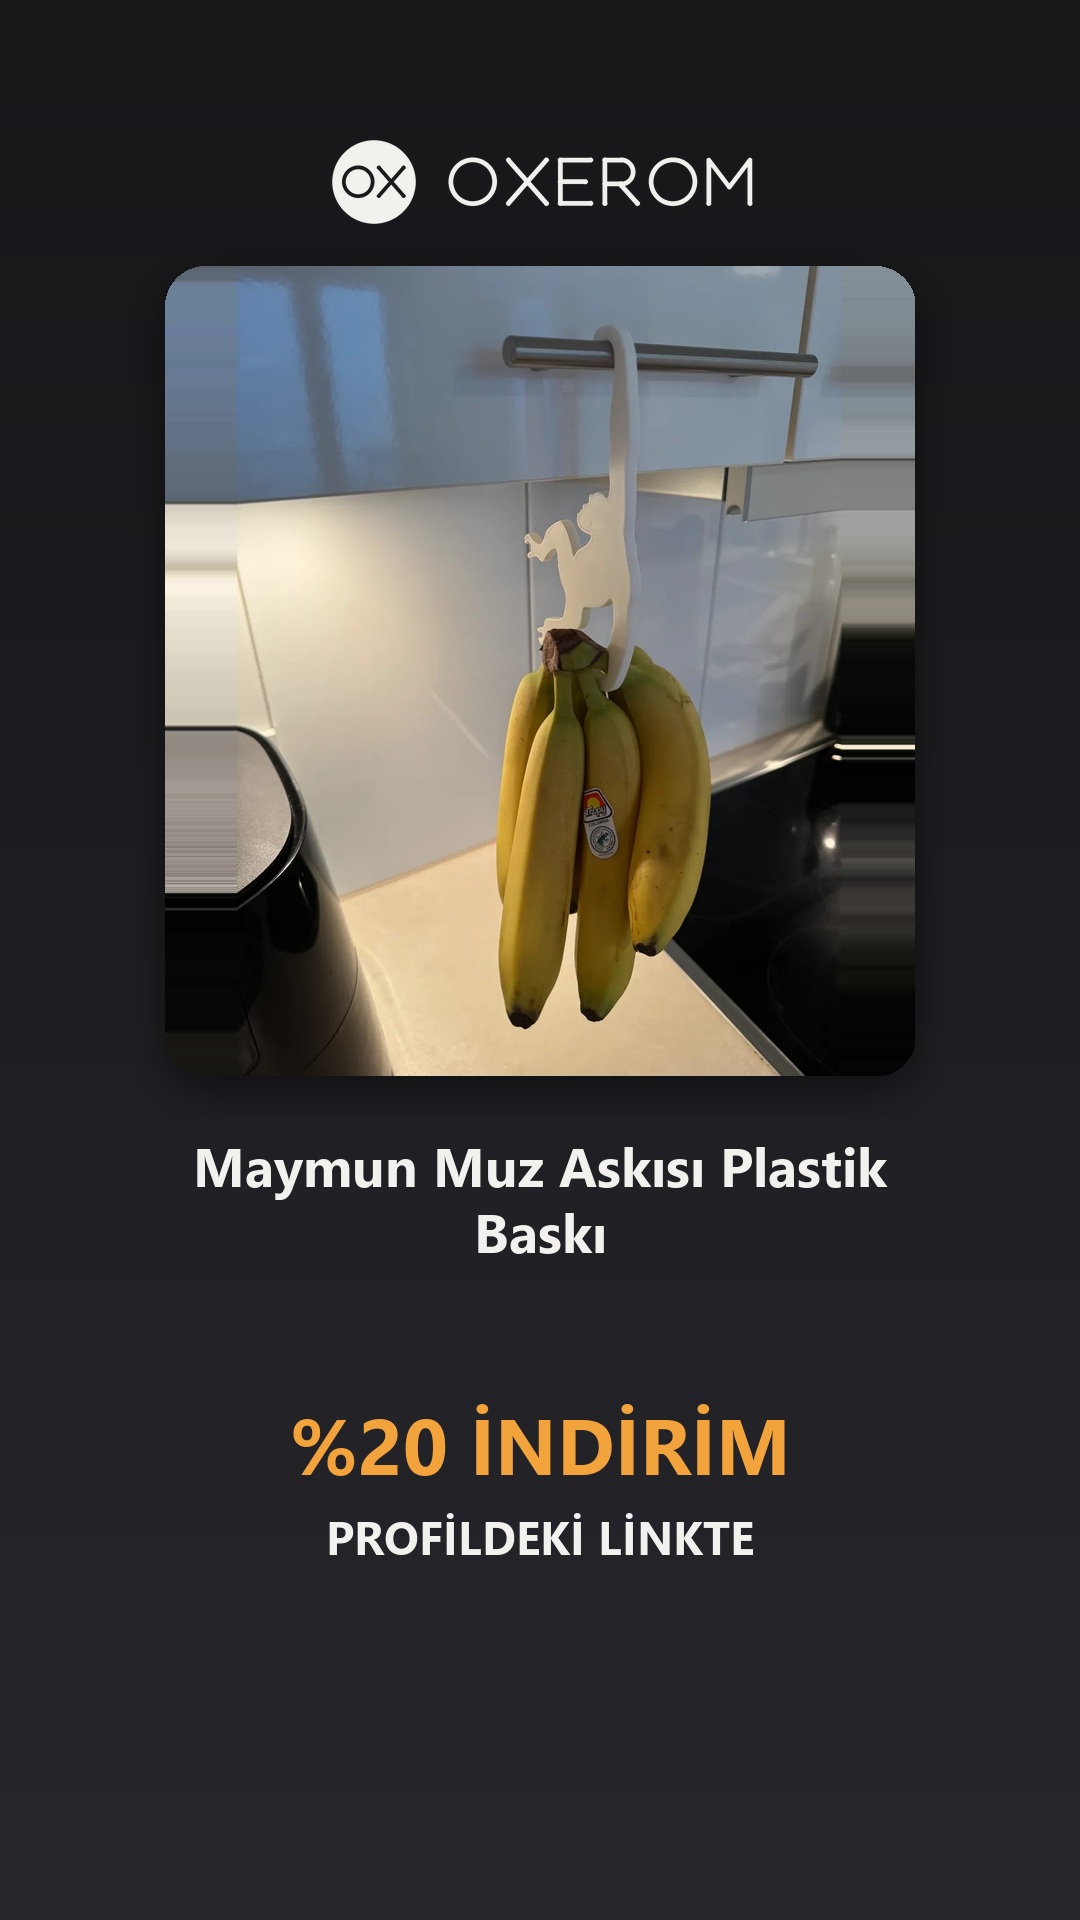 OX OXEROM
Maymun Muz Askısı Plastik
Baskı
%20 İNDİRİM
PROFİLDEKİ LİNKTE